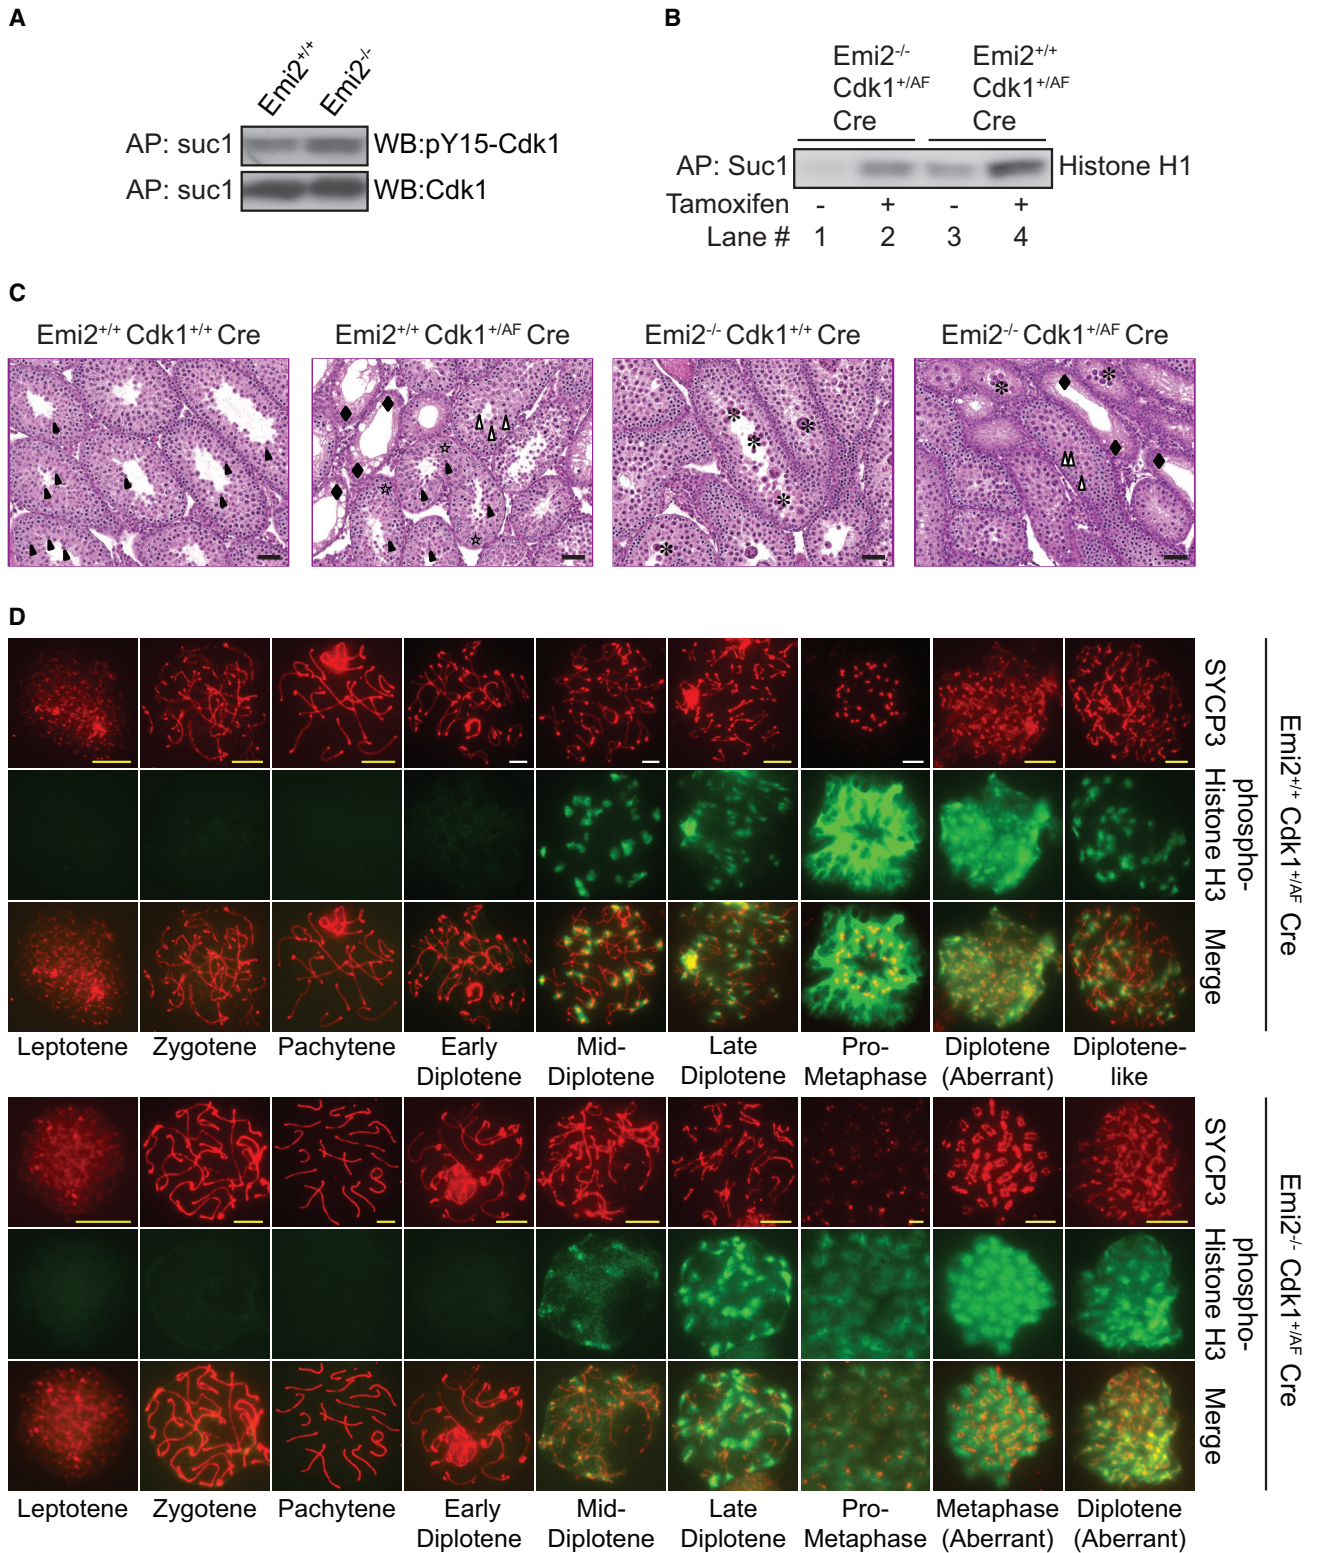 A
Emi2+/+
Emi2-/-
AP: suc1
WB:pY15-Cdk1
AP: suc1
WB:Cdk1
B
Emi2-/-
Cdk1+/AF
Cre
Emi2+/+
Cdk1+/AF
Cre
AP: Suc1
Histone H1
Tamoxifen - + - +
Lane # 1 2 3 4
C
Emi2+/+ Cdk1+/+ Cre
Emi2+/+ Cdk1+/AF Cre
Emi2-/- Cdk1+/+ Cre
Emi2-/- Cdk1+/AF Cre
D
SYCP3
phospho-
Histone H3
Merge
Emi2+/+ Cdk1+/AF Cre
Leptotene
Zygotene
Pachytene
Early
Diplotene
Mid-
Diplotene
Late
Diplotene
Pro-
Metaphase
Diplotene
(Aberrant)
Diplotene-
like
SYCP3
phospho-
Histone H3
Merge
Emi2-/- Cdk1+/AF Cre
Leptotene
Zygotene
Pachytene
Early
Diplotene
Mid-
Diplotene
Late
Diplotene
Pro-
Metaphase
Metaphase
(Aberrant)
Diplotene
(Aberrant)